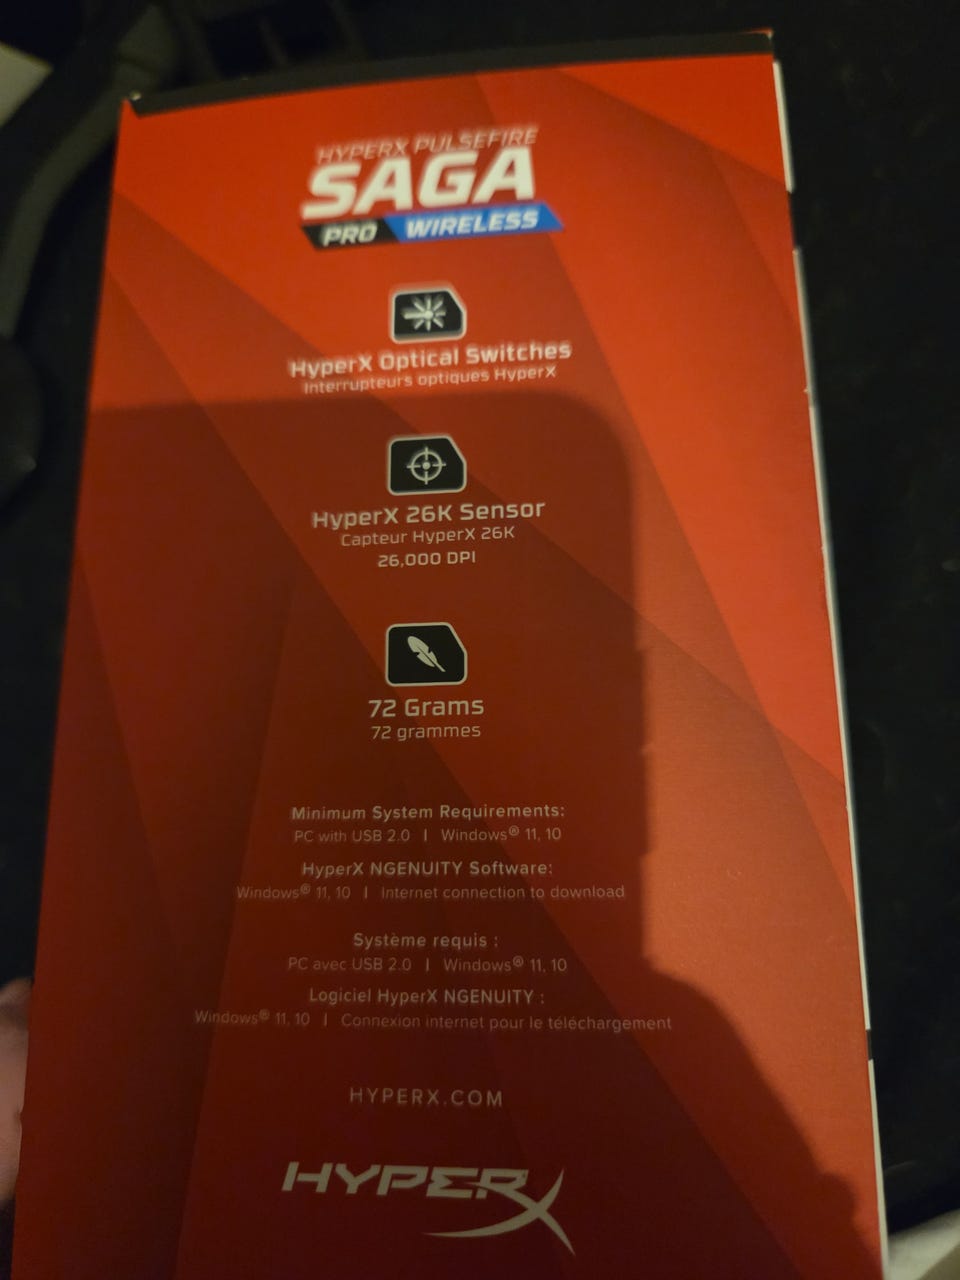 HYPERX PULSEFIRE
SAGA
PRO WIRELESS
HyperX Optical Switches
Interrupteurs optiques HyperX
HyperX 26K Sensor
Capteur HyperX 26K
26,000 DPI
72 Grams
72 grammes
Minimum System Requirements:
PC with USB 2.0 | Windows® 11, 10
HyperX NGENUITY Software:
Windows® 11, 10 | Internet connection to download
Système requis :
PC avec USB 2.0 | Windows® 11, 10
Logiciel HyperX NGENUITY :
Windows® 11, 10 | Connexion internet pour le téléchargement
HYPERX.COM
HYPERX